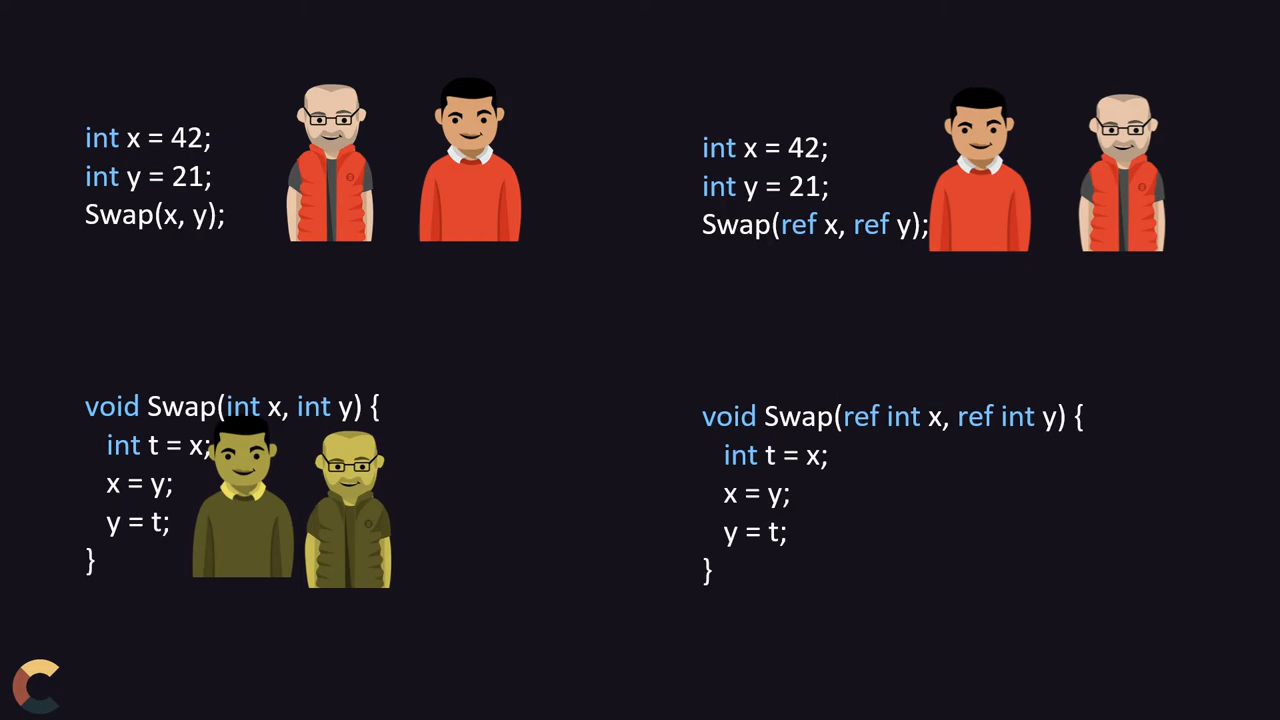 int x = 42;
int y = 21;
Swap(x, y);
int x = 42;
int y = 21;
Swap(ref x, ref y);
void Swap(int x, int y) {
int t = x;
x = y;
y = t;
}
void Swap(ref int x, ref int y) {
int t = x;
x = y;
y = t;
}